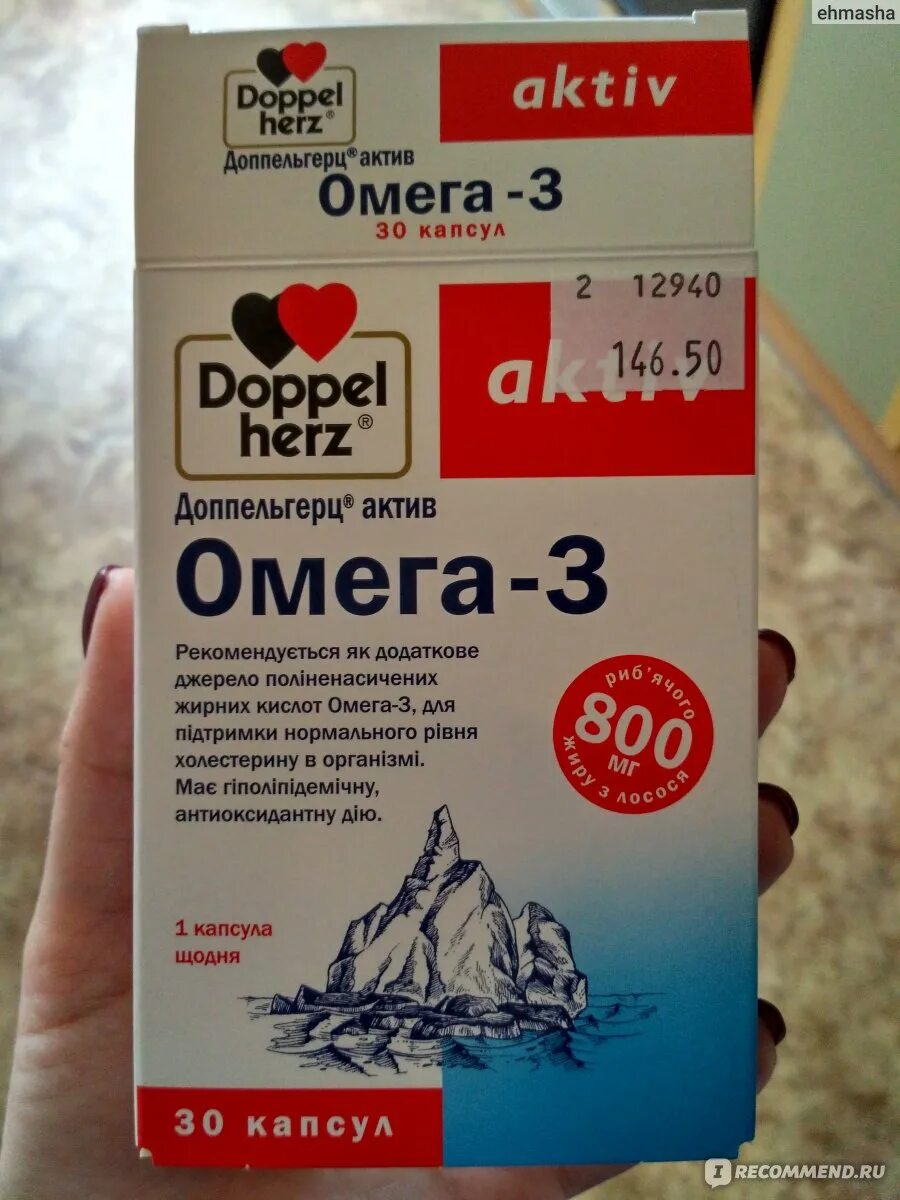 ehmasha
Doppel
herz®
aktiv
Доппельгерц® актив
Омега -3
30 капсул
2 12940
146.50
Doppel
herz®
aktiv
Доппельгерц® актив
Омега-3
Рекомендується як додаткове
джерело поліненасичених
жирних кислот Омега-3, для
підтримки нормального рівня
холестерину в організмі.
Має гіполіпідемічну,
антиоксидантну дію.
риб'ячого
800
мг
жиру з лосося
1 капсула
щодня
30 капсул
I RECOMMEND.RU